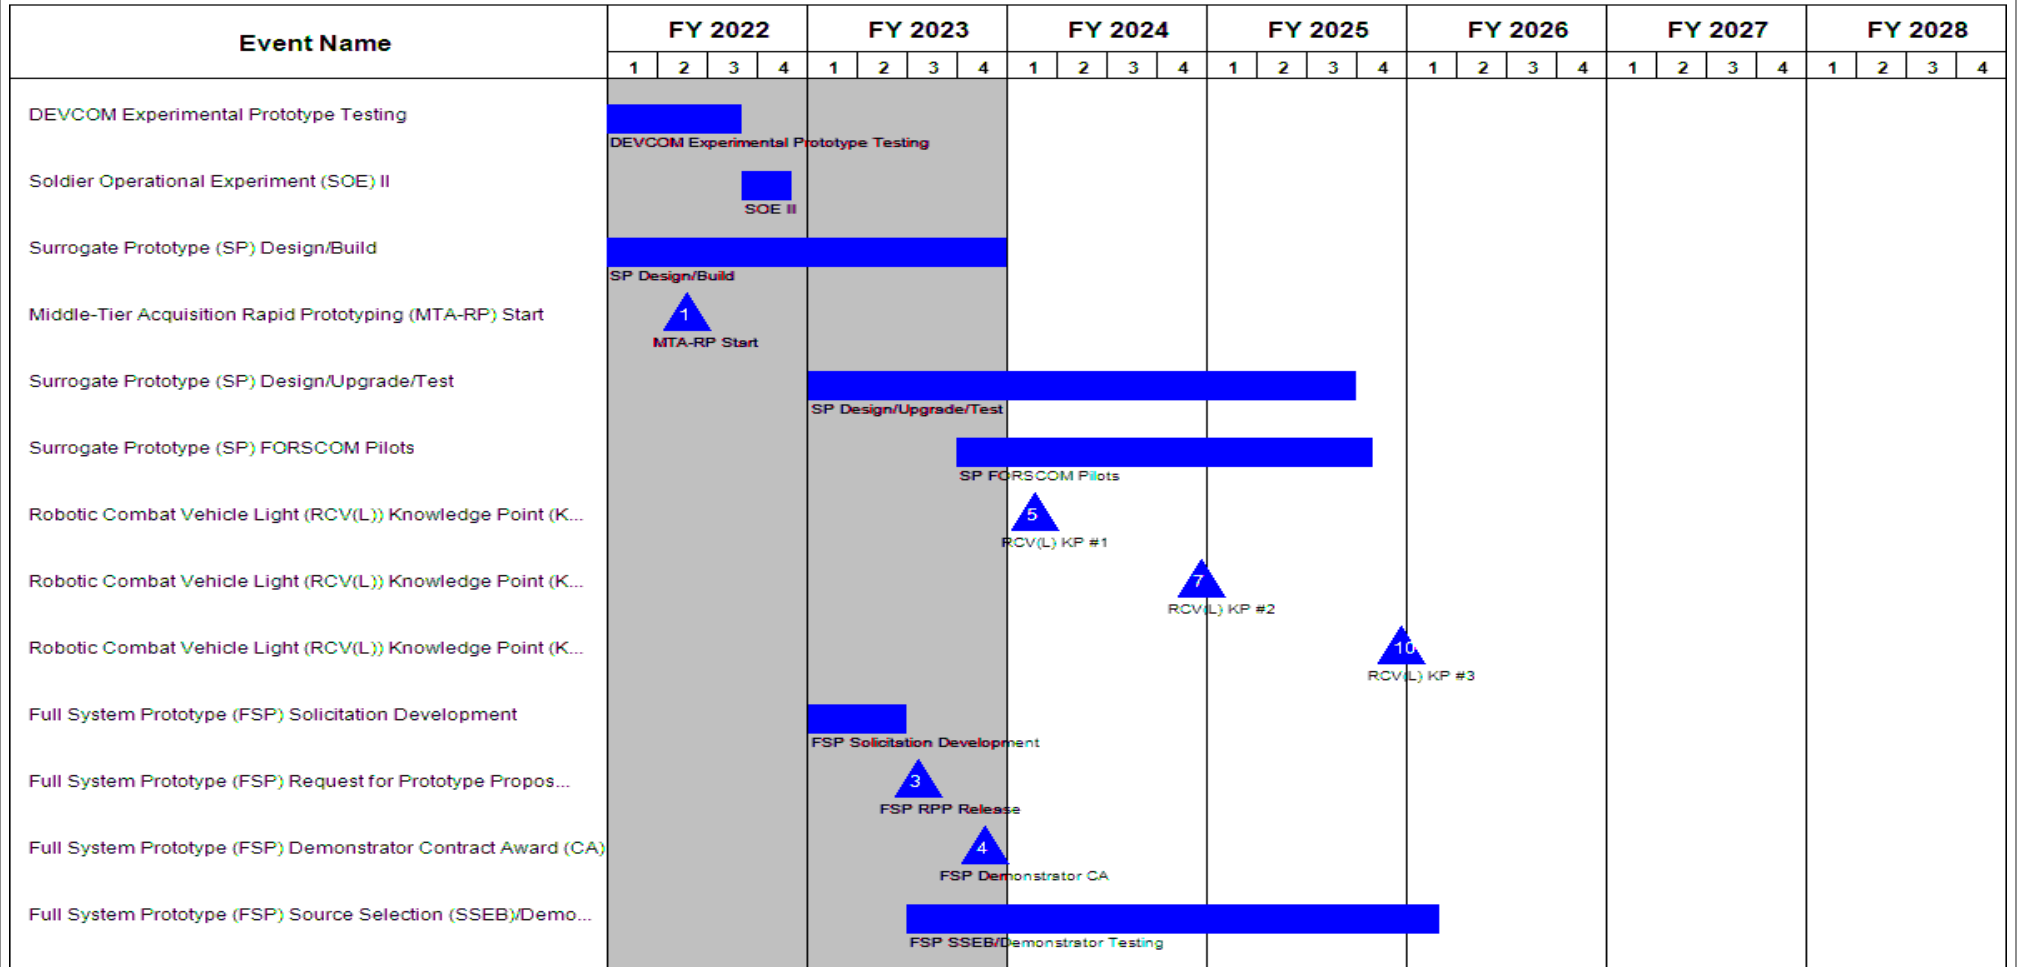 Event Name
FY 2022 FY 2023 FY 2024 FY 2025 FY 2026 FY 2027 FY 2028
1 2 3 4 1 2 3 4 1 2 3 4 1 2 3 4 1 2 3 4 1 2 3 4 1 2 3 4
DEVCOM Experimental Prototype Testing
DEVCOM Experimental Prototype Testing
Soldier Operational Experiment (SOE) II
SOE II
Surrogate Prototype (SP) Design/Build
SP Design/Build
Middle-Tier Acquisition Rapid Prototyping (MTA-RP) Start
1
MTA-RP Start
Surrogate Prototype (SP) Design/Upgrade/Test
SP Design/Upgrade/Test
Surrogate Prototype (SP) FORSCOM Pilots
SP FORSCOM Pilots
Robotic Combat Vehicle Light (RCV(L)) Knowledge Point (K...
5
RCV(L) KP #1
Robotic Combat Vehicle Light (RCV(L)) Knowledge Point (K...
7
RCV(L) KP #2
Robotic Combat Vehicle Light (RCV(L)) Knowledge Point (K...
10
RCV(L) KP #3
Full System Prototype (FSP) Solicitation Development
FSP Solicitation Development
Full System Prototype (FSP) Request for Prototype Propos...
3
FSP RPP Release
Full System Prototype (FSP) Demonstrator Contract Award (CA)
4
FSP Demonstrator CA
Full System Prototype (FSP) Source Selection (SSEB)/Demo...
FSP SSEB/Demonstrator Testing